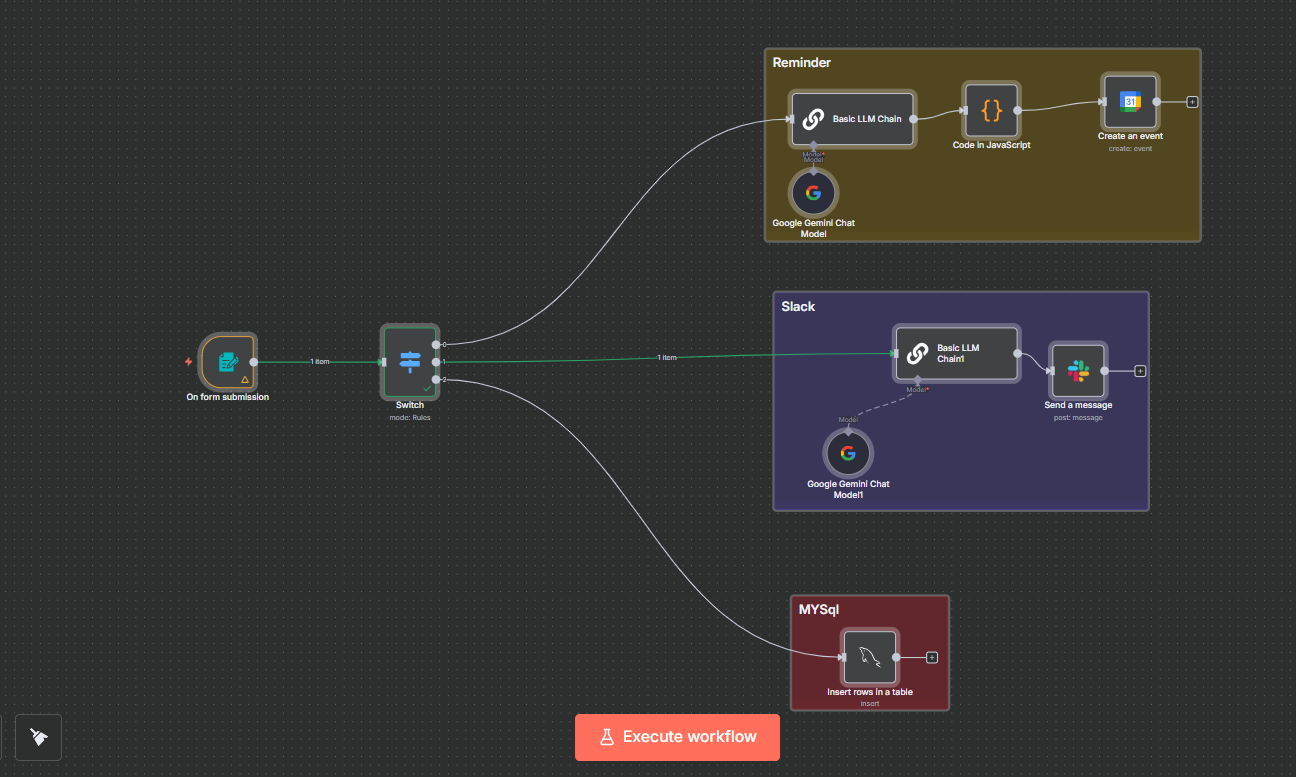 Reminder
Basic LLM Chain
Model*
Model
Google Gemini Chat
Model
Code in JavaScript
31
Create an event
create: event
On form submission
1 item
Switch
mode: Rules
0
1
2
1 item
Slack
Basic LLM
Chain1
Model*
Model
Google Gemini Chat
Model1
Send a message
post: message
MYSql
Insert rows in a table
insert
Execute workflow